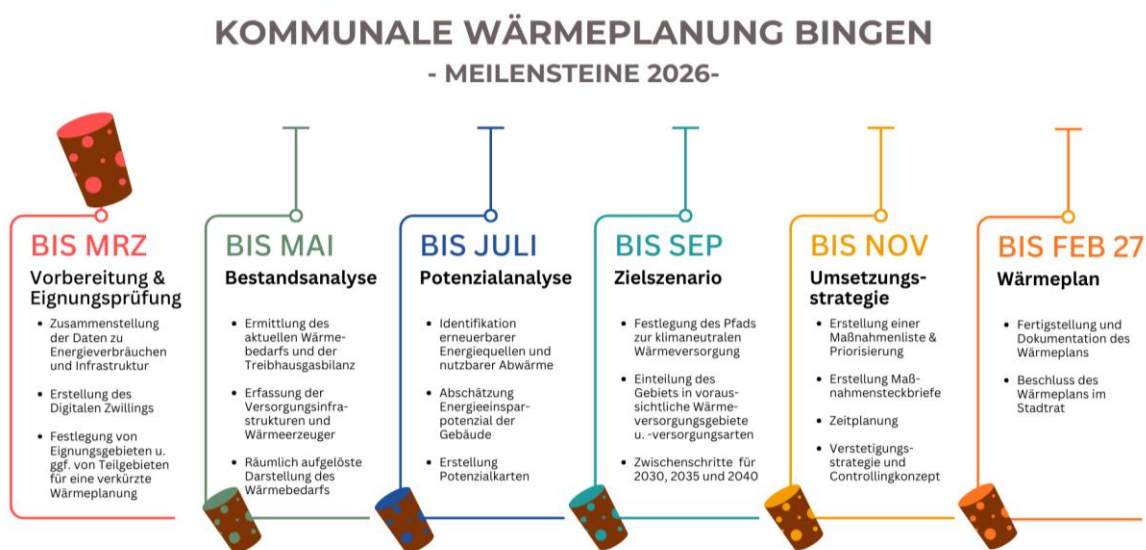 KOMMUNALE WÄRMEPLANUNG BINGEN
- MEILENSTEINE 2026-
BIS MRZ
Vorbereitung &
Eignungsprüfung
• Zusammenstellung
der Daten zu
Energieverbräuchen
und Infrastruktur
• Erstellung des
Digitalen Zwillings
• Festlegung von
Eignungsgebieten u.
ggf. von Teilgebieten
für eine verkürzte
Wärmeplanung
BIS MAI
Bestandsanalyse
• Ermittlung des
aktuellen Wärme-
bedarfs und der
Treibhausgasbilanz
• Erfassung der
Versorgungsinfra-
strukturen und
Wärmeerzeuger
• Räumlich aufgelöste
Darstellung des
Wärmebedarfs
BIS JULI
Potenzialanalyse
• Identifikation
erneuerbarer
Energiequellen und
nutzbarer Abwärme
• Abschätzung
Energieeinspar-
potenzial der
Gebäude
• Erstellung
Potenzialkarten
BIS SEP
Zielszenario
• Festlegung des Pfads
zur klimaneutralen
Wärmeversorgung
• Einteilung des
Gebiets in voraus-
sichtliche Wärme-
versorgungsgebiete
u. -versorgungsarten
• Zwischenschritte für
2030, 2035 und 2040
BIS NOV
Umsetzungs-
strategie
• Erstellung einer
Maßnahmenliste &
Priorisierung
• Erstellung Maß-
nahmensteckbriefe
• Zeitplanung
• Verstetigungs-
strategie und
Controllingkonzept
BIS FEB 27
Wärmeplan
• Fertigstellung und
Dokumentation des
Wärmeplans
• Beschluss des
Wärmeplans im
Stadtrat